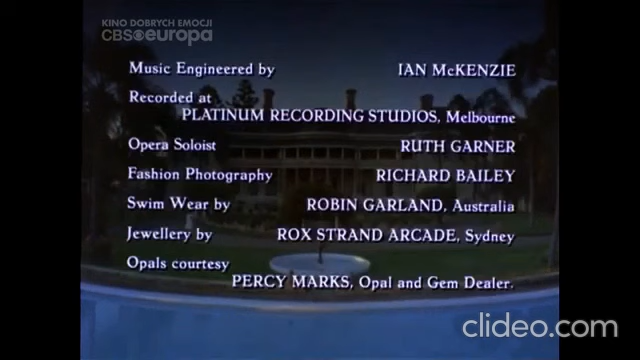 KINO DOBRYCH EMOCJI
CBS europa
Music Engineered by IAN McKENZIE
Recorded at
PLATINUM RECORDING STUDIOS, Melbourne
Opera Soloist RUTH GARNER
Fashion Photography RICHARD BAILEY
Swim Wear by ROBIN GARLAND, Australia
Jewellery by ROX STRAND ARCADE, Sydney
Opals courtesy
PERCY MARKS, Opal and Gem Dealer.
clideo.com